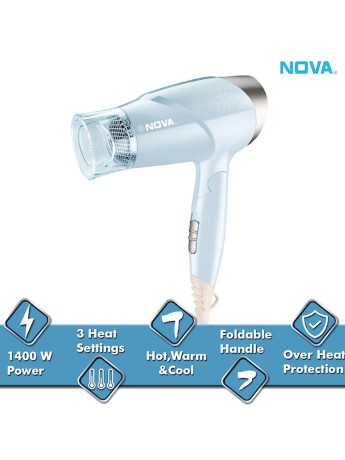 NOVA
NOVA
1400 W
Power
3 Heat
Settings
Hot,Warm
&Cool
Foldable
Handle
Over Heat
Protection